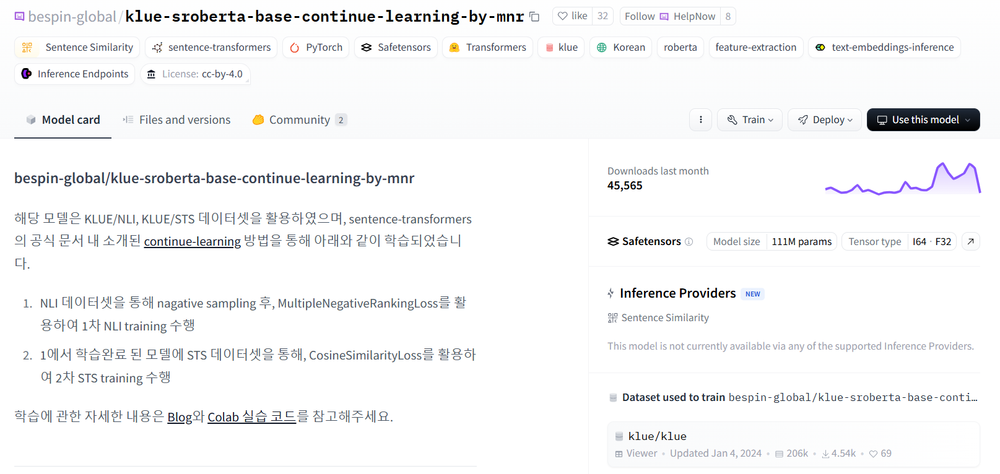 bespin-global/klue-sroberta-base-continue-learning-by-mnr like 32 Follow HelpNow 8
Sentence Similarity sentence-transformers PyTorch Safetensors Transformers klue Korean roberta feature-extraction text-embeddings-inference
Inference Endpoints License: cc-by-4.0
Model card Files and versions Community 2 Train Deploy Use this model
bespin-global/klue-sroberta-base-continue-learning-by-mnr
해당 모델은 KLUE/NLI, KLUE/STS 데이터셋을 활용하였으며, sentence-transformers
의 공식 문서 내 소개된 continue-learning 방법을 통해 아래와 같이 학습되었습니
다.
1. NLI 데이터셋을 통해 nagative sampling 후, MultipleNegativeRankingLoss를 활
용하여 1차 NLI training 수행
2. 1에서 학습완료 된 모델에 STS 데이터셋을 통해, CosineSimilarityLoss를 활용하
여 2차 STS training 수행
학습에 관한 자세한 내용은 Blog와 Colab 실습 코드를 참고해주세요.
Downloads last month
45,565
Safetensors Model size 111M params Tensor type I64 · F32
Inference Providers NEW
Sentence Similarity
This model is not currently available via any of the supported Inference Providers.
Dataset used to train bespin-global/klue-sroberta-base-conti…
klue/klue
Viewer • Updated Jan 4, 2024 • 206k • 4.54k • 69